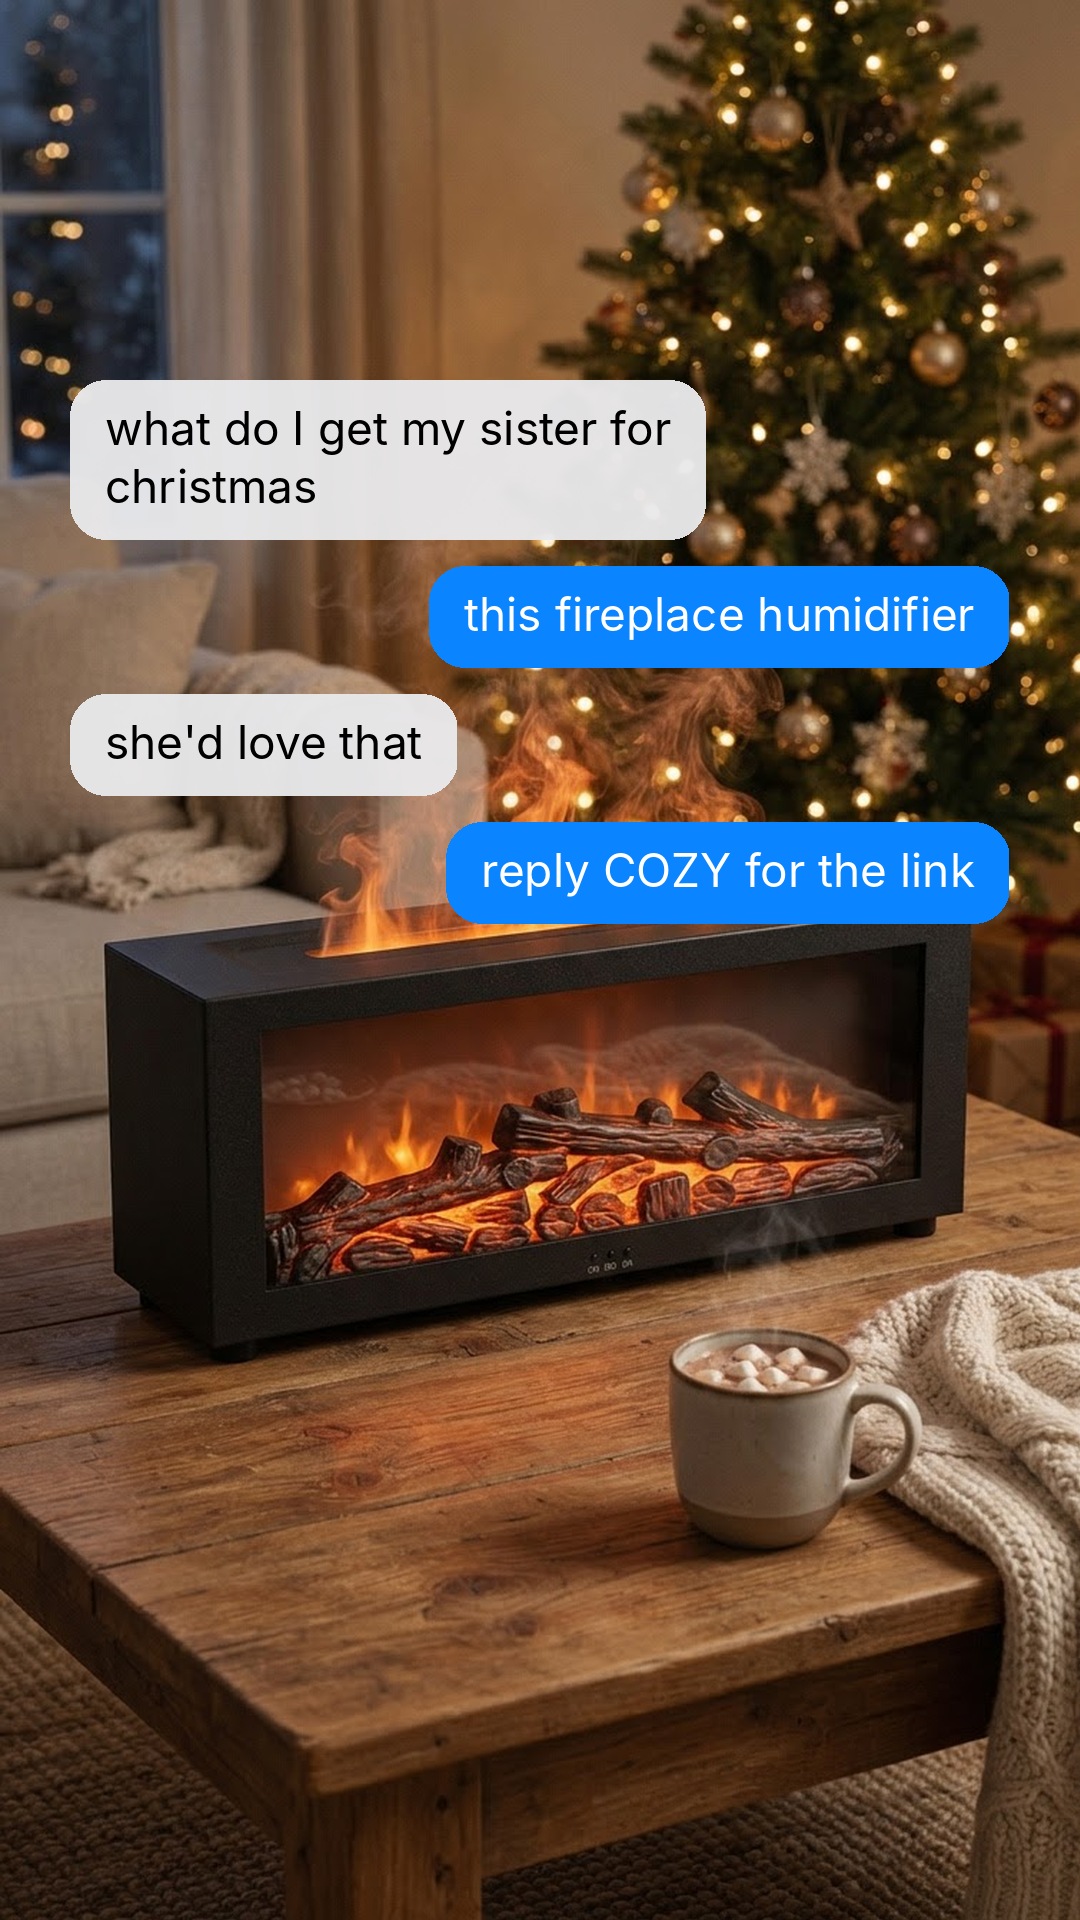 what do I get my sister for
christmas
this fireplace humidifier
she'd love that
reply COZY for the link